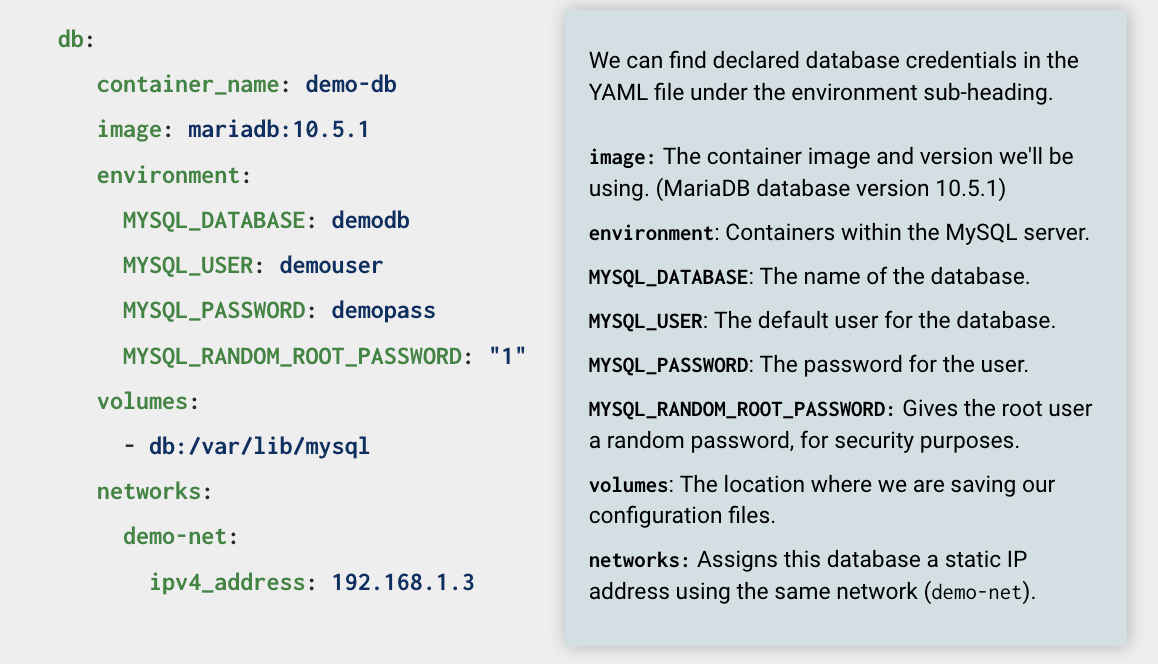 db:
container_name: demo-db
image: mariadb:10.5.1
environment:
MYSQL_DATABASE: demodb
MYSQL_USER: demouser
MYSQL_PASSWORD: demopass
MYSQL_RANDOM_ROOT_PASSWORD: "1"
volumes:
- db:/var/lib/mysql
networks:
demo-net:
ipv4_address: 192.168.1.3
We can find declared database credentials in the
YAML file under the environment sub-heading.
image: The container image and version we'll be
using. (MariaDB database version 10.5.1)
environment: Containers within the MySQL server.
MYSQL_DATABASE: The name of the database.
MYSQL_USER: The default user for the database.
MYSQL_PASSWORD: The password for the user.
MYSQL_RANDOM_ROOT_PASSWORD: Gives the root user
a random password, for security purposes.
volumes: The location where we are saving our
configuration files.
networks: Assigns this database a static IP
address using the same network (demo-net).